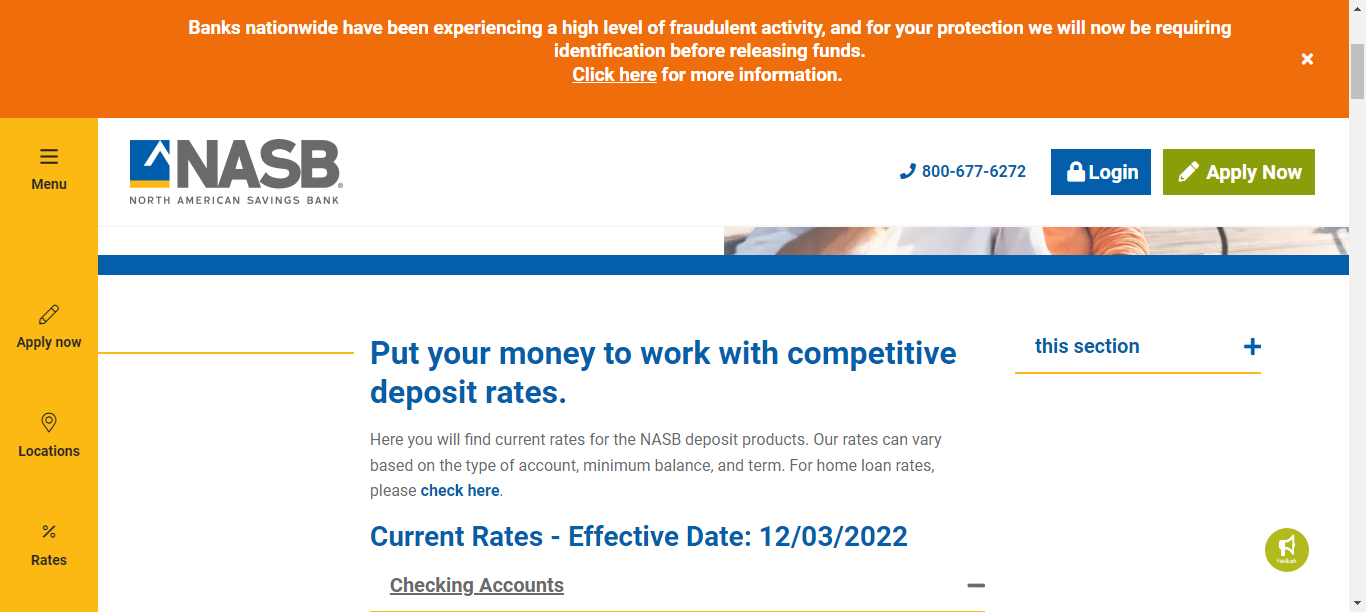 Banks nationwide have been experiencing a high level of fraudulent activity, and for your protection we will now be requiring
identification before releasing funds.
Click here for more information.
Menu
NASB
NORTH AMERICAN SAVINGS BANK
800-677-6272
Login
Apply Now
Apply now
Locations
Rates
Put your money to work with competitive
deposit rates.
Here you will find current rates for the NASB deposit products. Our rates can vary
based on the type of account, minimum balance, and term. For home loan rates,
please check here.
Current Rates - Effective Date: 12/03/2022
Checking Accounts
this section
Feedback